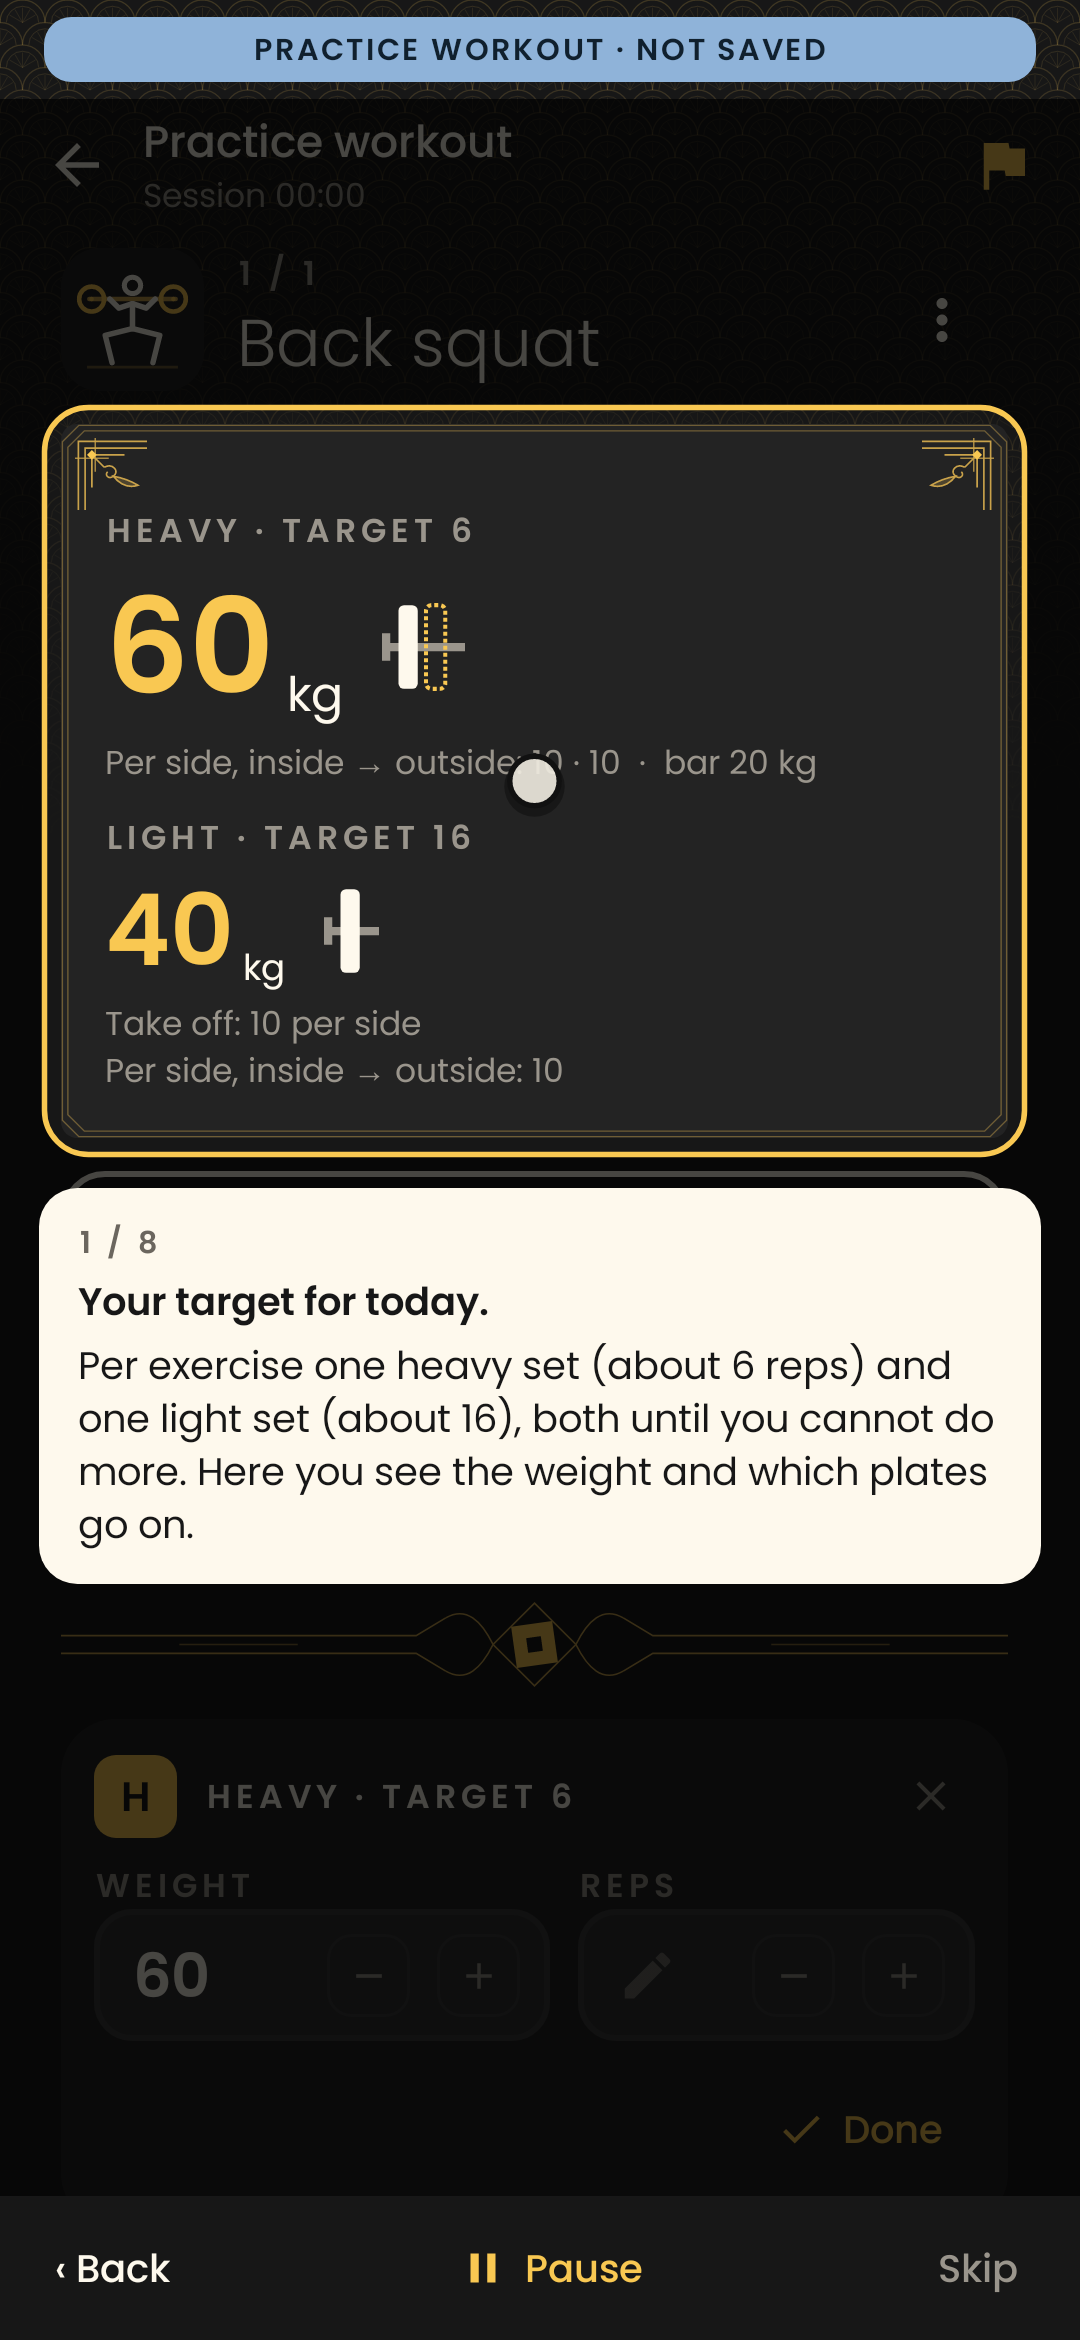 PRACTICE WORKOUT · NOT SAVED
Practice workout
Session 00:00
1 / 1
Back squat
HEAVY · TARGET 6
60 kg
Per side, inside → outside: 10 · 10 · bar 20 kg
LIGHT · TARGET 16
40 kg
Take off: 10 per side
Per side, inside → outside: 10
1 / 8
Your target for today.
Per exercise one heavy set (about 6 reps) and
one light set (about 16), both until you cannot do
more. Here you see the weight and which plates
go on.
H HEAVY · TARGET 6
WEIGHT REPS
60
Done
‹ Back Pause Skip